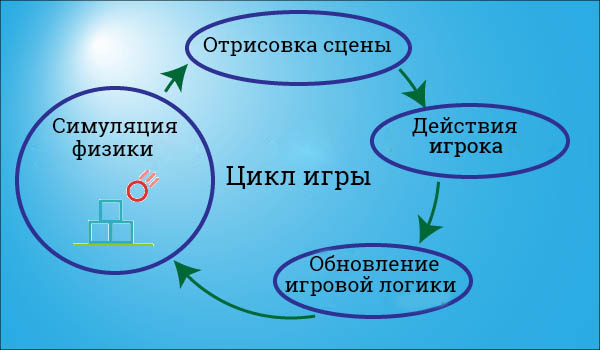 Отрисовка сцены
Симуляция
физики
Действия
игрока
Цикл игры
Обновление
игровой логики